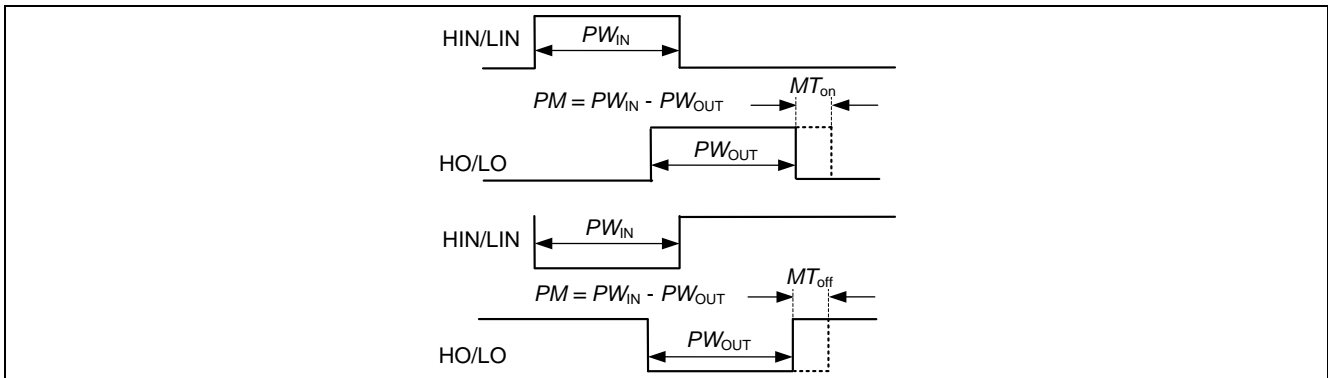 HIN/LIN
PW_IN
PM = PW_IN - PW_OUT
MT_on
HO/LO
PW_OUT
HIN/LIN
PW_IN
PM = PW_IN - PW_OUT
MT_off
HO/LO
PW_OUT